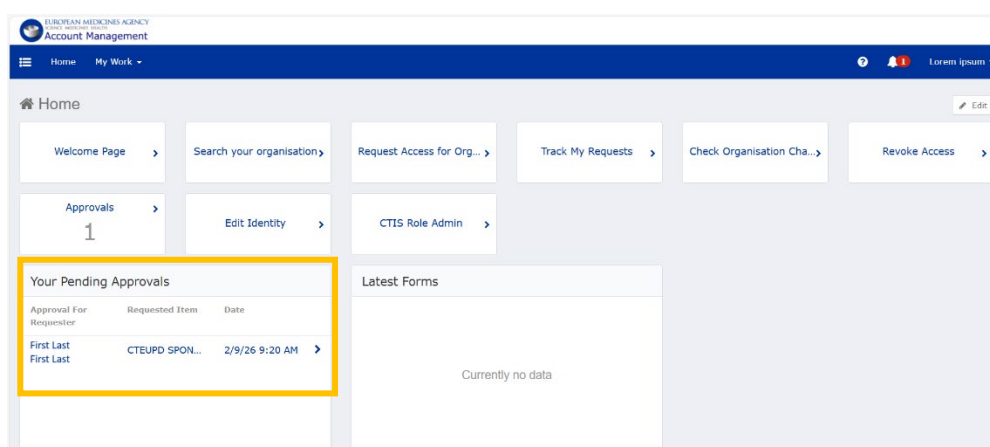 EUROPEAN MEDICINES AGENCY
SCIENCE MEDICINES HEALTH
Account Management
Home My Work
1 Lorem ipsum
Home
Edit
Welcome Page
Search your organisation
Request Access for Org...
Track My Requests
Check Organisation Cha...
Revoke Access
Approvals
1
Edit Identity
CTIS Role Admin
Your Pending Approvals
Latest Forms
Approval For Requested Item Date
Requester
First Last CTEUPD SPON... 2/9/26 9:20 AM
First Last
Currently no data